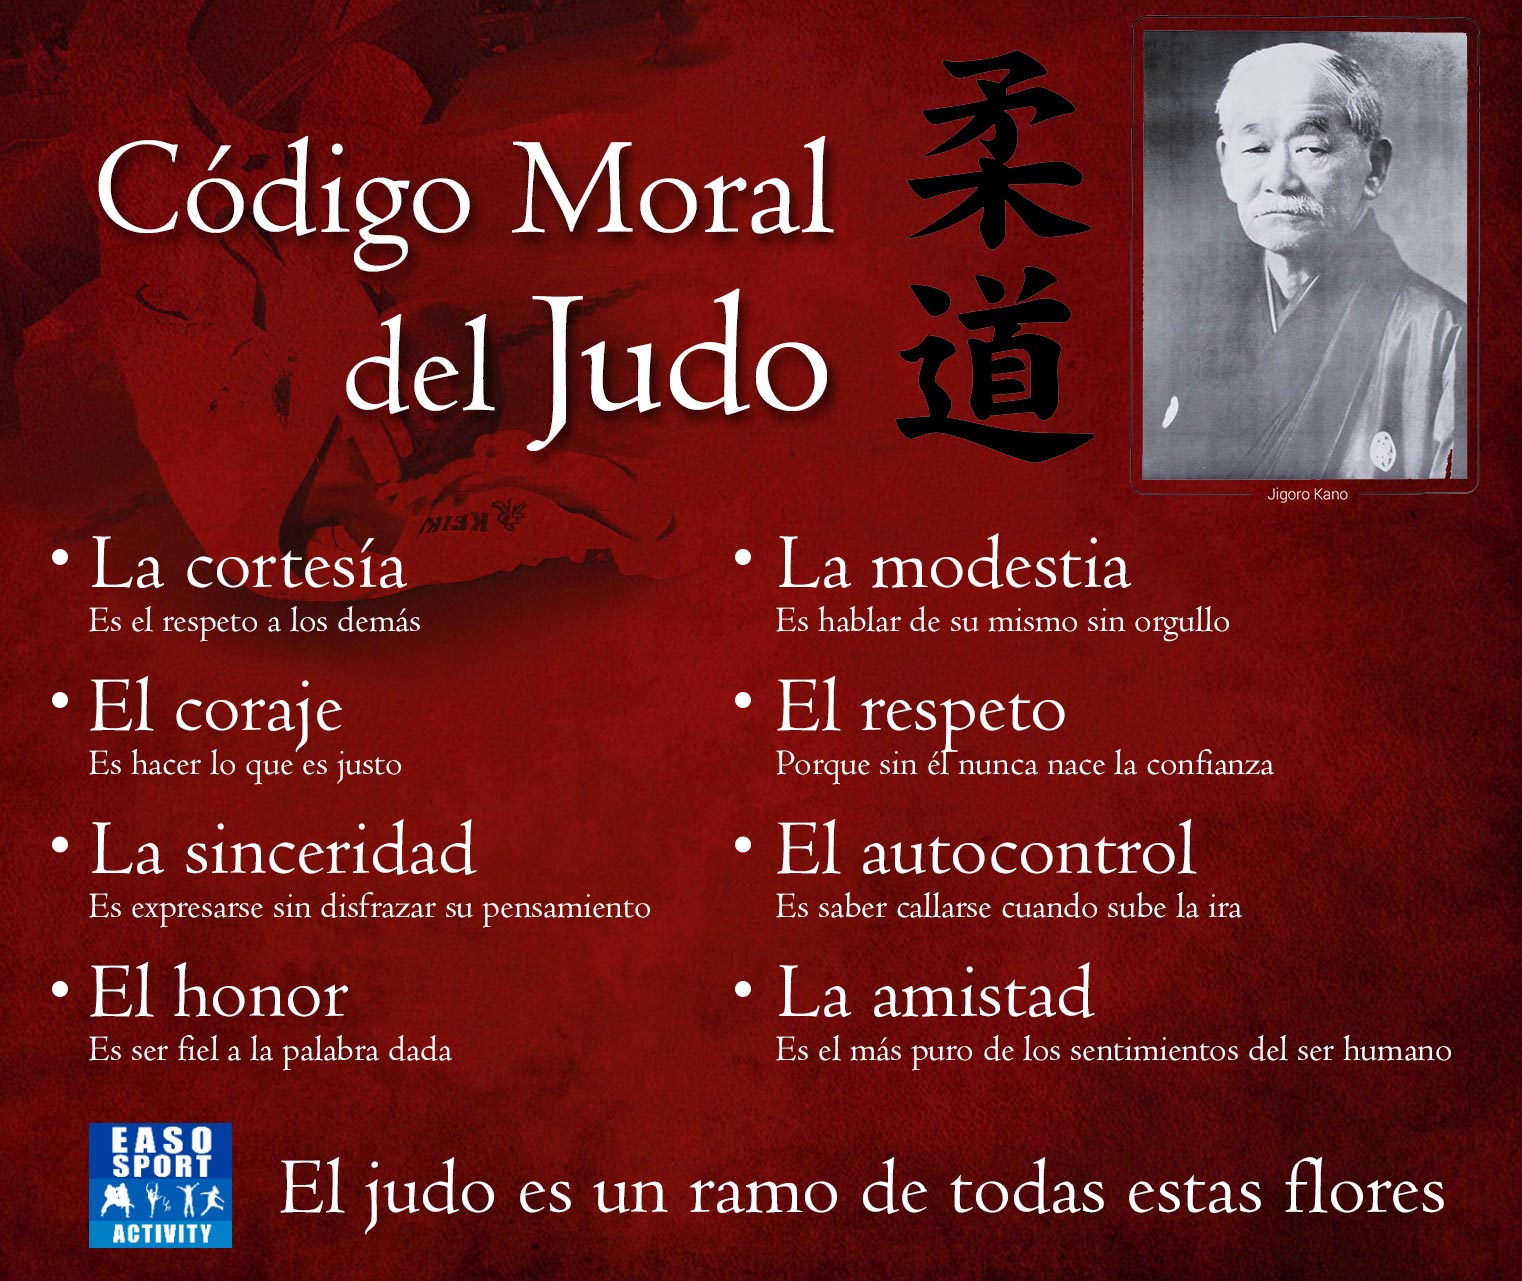 Código Moral
del Judo
柔
道
Jigoro Kano
KEIKI
• La cortesía
Es el respeto a los demás
• El coraje
Es hacer lo que es justo
• La sinceridad
Es expresarse sin disfrazar su pensamiento
• El honor
Es ser fiel a la palabra dada
• La modestia
Es hablar de su mismo sin orgullo
• El respeto
Porque sin él nunca nace la confianza
• El autocontrol
Es saber callarse cuando sube la ira
• La amistad
Es el más puro de los sentimientos del ser humano
EASO
SPORT
ACTIVITY
El judo es un ramo de todas estas flores